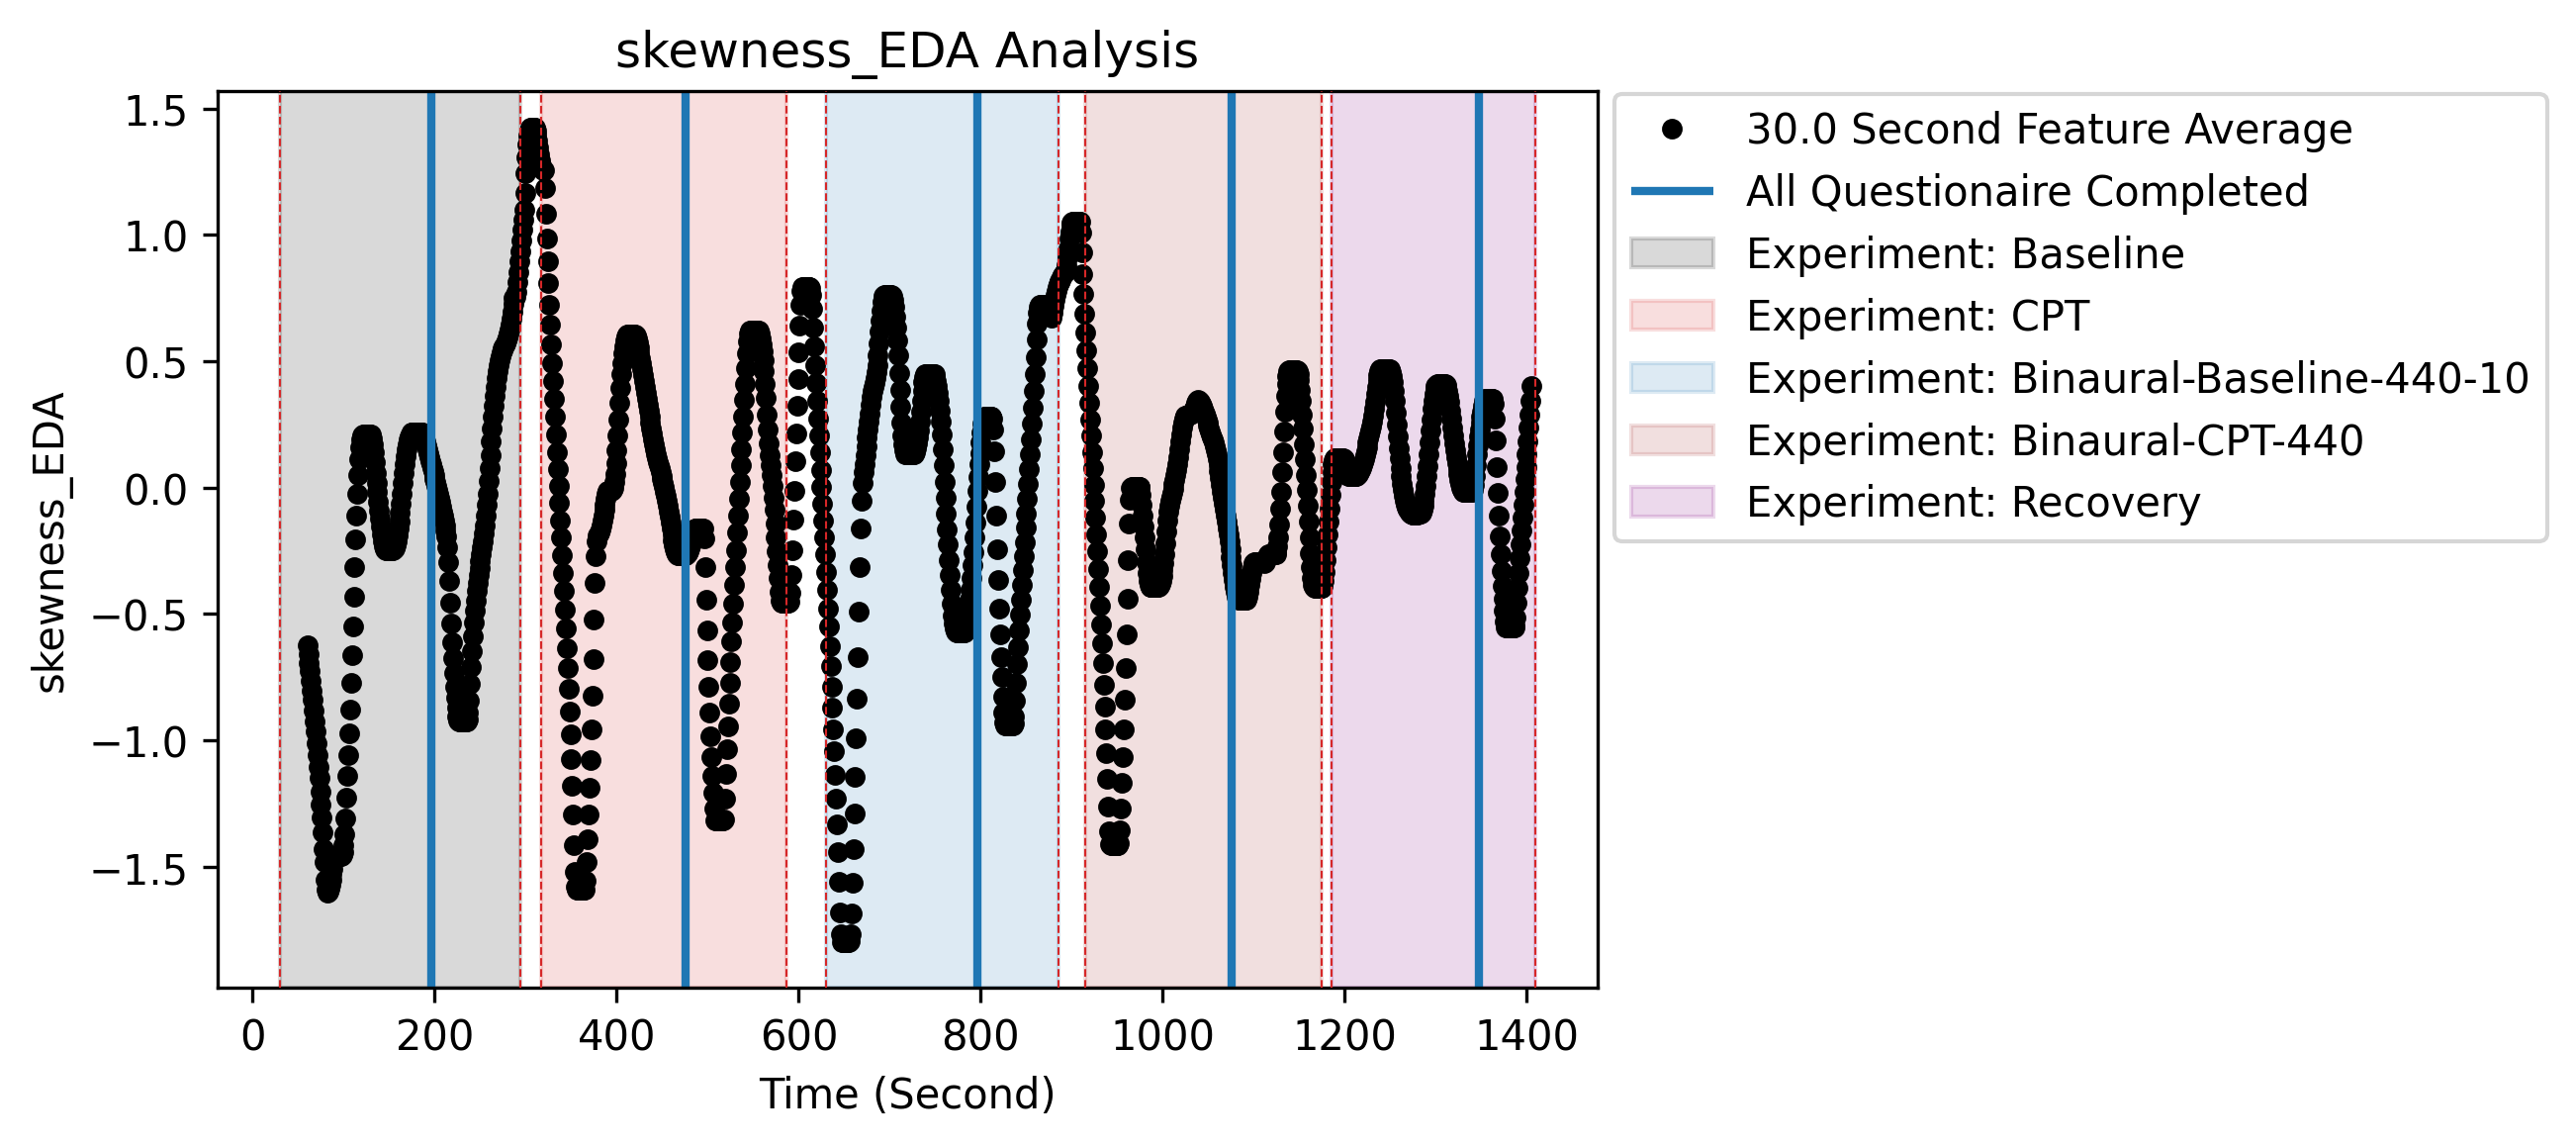 skewness_EDA Analysis
1.5
1.0
0.5
0.0
−0.5
−1.0
−1.5
skewness_EDA
0 200 400 600 800 1000 1200 1400
Time (Second)
30.0 Second Feature Average
All Questionaire Completed
Experiment: Baseline
Experiment: CPT
Experiment: Binaural-Baseline-440-10
Experiment: Binaural-CPT-440
Experiment: Recovery